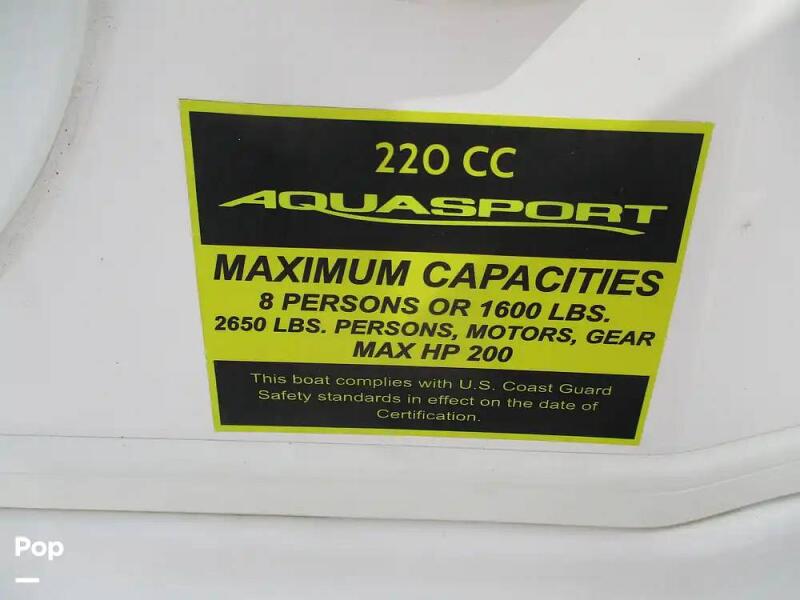 220 CC
AQUASPORT
MAXIMUM CAPACITIES
8 PERSONS OR 1600 LBS.
2650 LBS. PERSONS, MOTORS, GEAR
MAX HP 200
This boat complies with U.S. Coast Guard
Safety standards in effect on the date of
Certification.
Pop